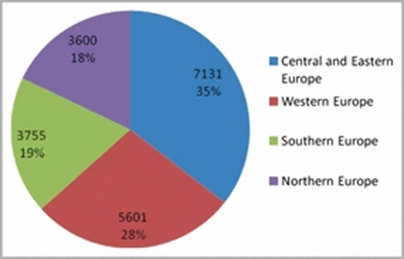 3600
18%
7131
35%
3755
19%
5601
28%
Central and Eastern
Europe
Western Europe
Southern Europe
Northern Europe